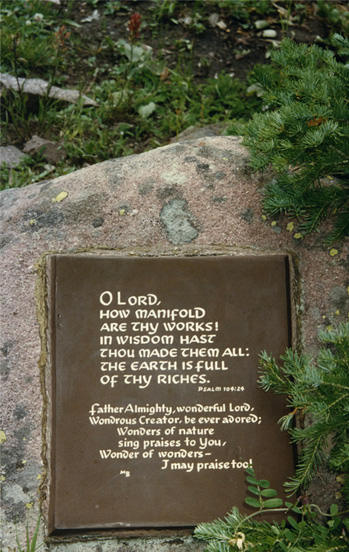 O LORD,
HOW MANIFOLD
ARE THY WORKS!
IN WISDOM HAST
THOU MADE THEM ALL:
THE EARTH IS FULL
OF THY RICHES.
PSALM 104:24
Father Almighty, wonderful Lord,
Wondrous Creator, be ever adored;
Wonders of nature
sing praises to You,
Wonder of wonders—
I may praise too!
MB